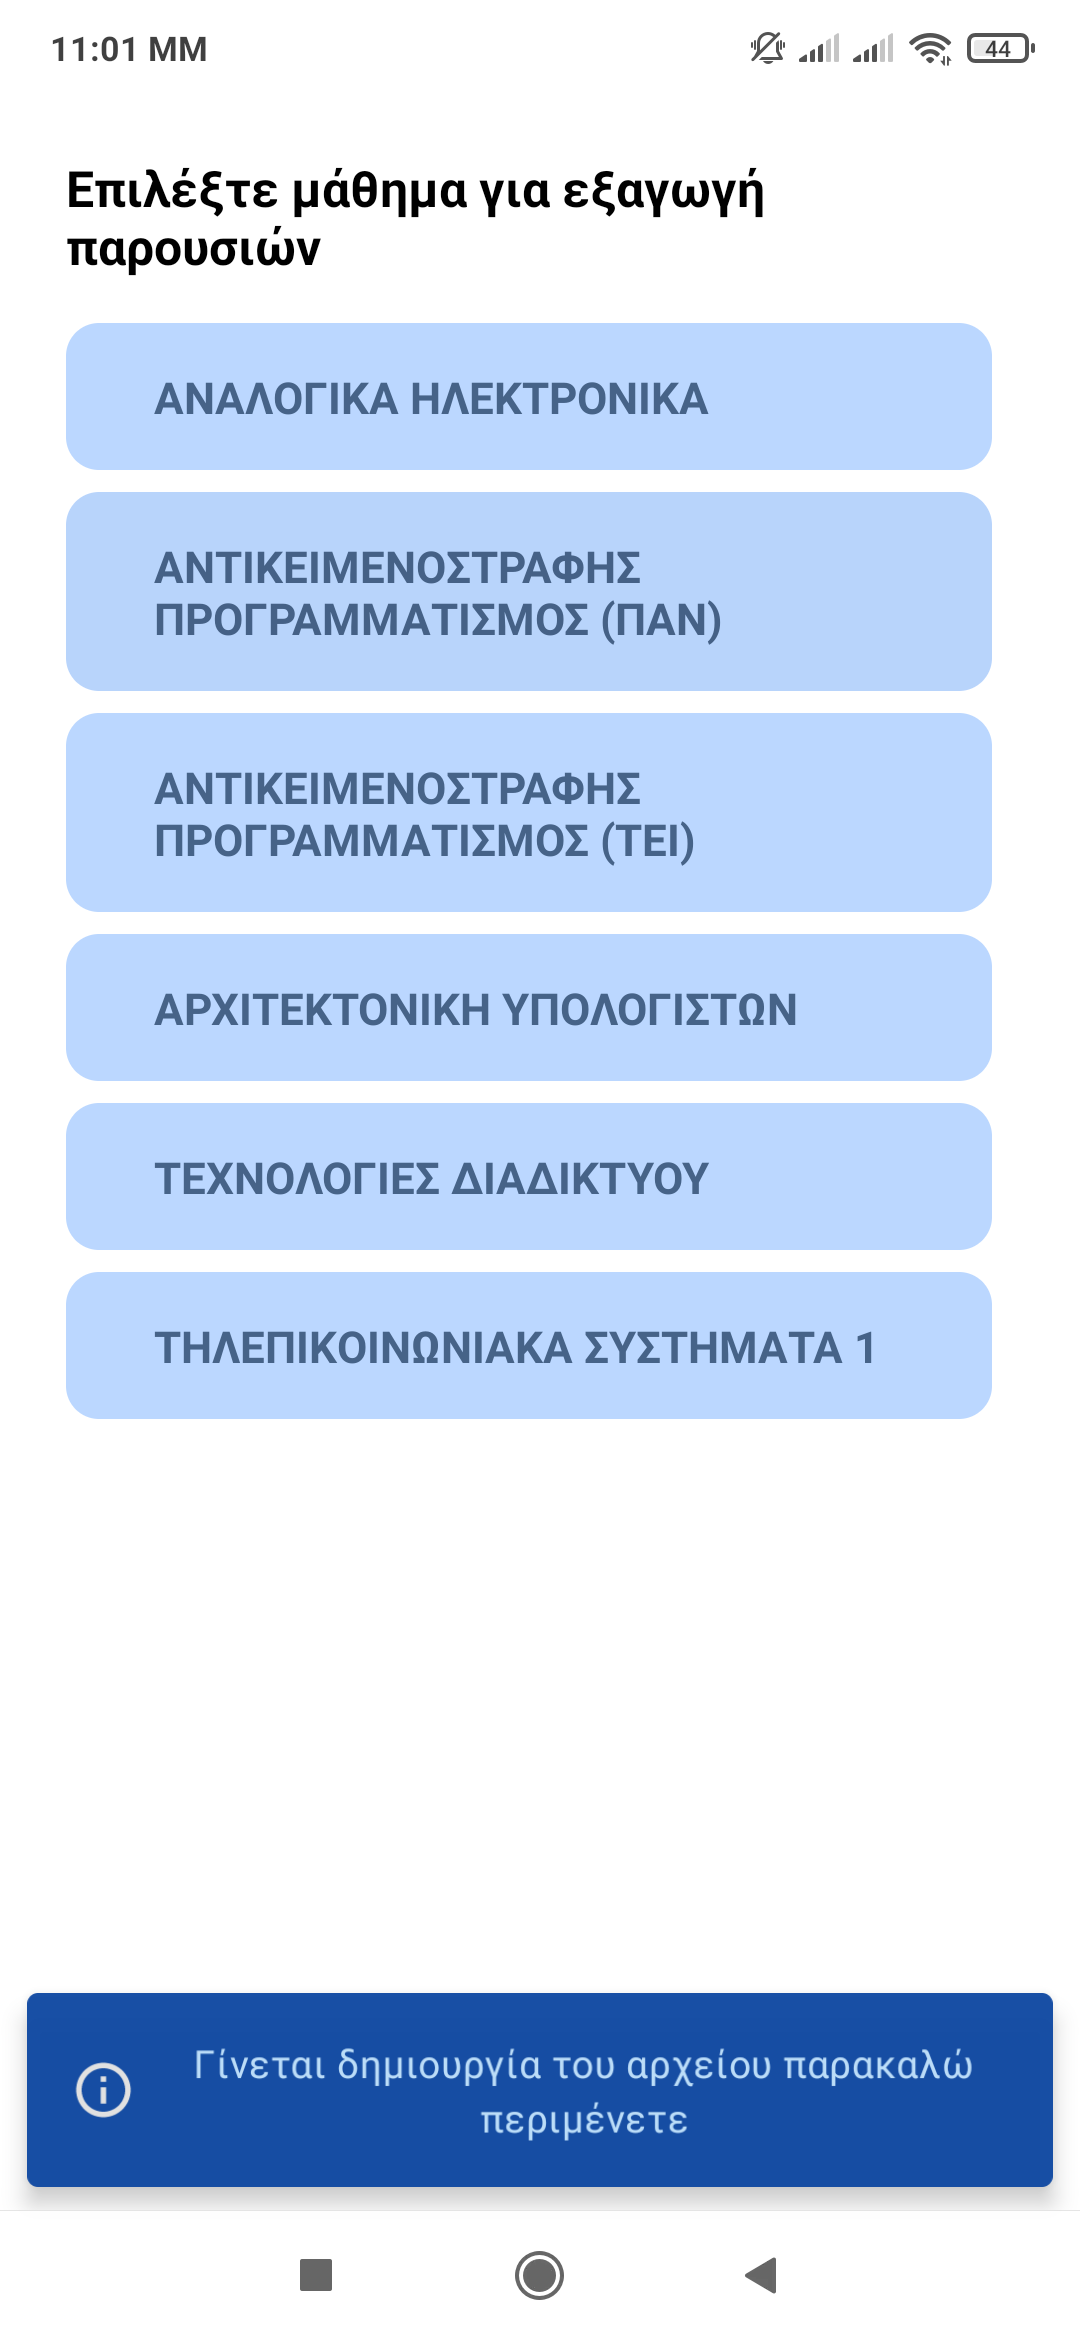 11:01 ΜΜ
44
Επιλέξτε μάθημα για εξαγωγή
παρουσιών
ΑΝΑΛΟΓΙΚΑ ΗΛΕΚΤΡΟΝΙΚΑ
ΑΝΤΙΚΕΙΜΕΝΟΣΤΡΑΦΗΣ
ΠΡΟΓΡΑΜΜΑΤΙΣΜΟΣ (ΠΑΝ)
ΑΝΤΙΚΕΙΜΕΝΟΣΤΡΑΦΗΣ
ΠΡΟΓΡΑΜΜΑΤΙΣΜΟΣ (ΤΕΙ)
ΑΡΧΙΤΕΚΤΟΝΙΚΗ ΥΠΟΛΟΓΙΣΤΩΝ
ΤΕΧΝΟΛΟΓΙΕΣ ΔΙΑΔΙΚΤΥΟΥ
ΤΗΛΕΠΙΚΟΙΝΩΝΙΑΚΑ ΣΥΣΤΗΜΑΤΑ 1
Γίνεται δημιουργία του αρχείου παρακαλώ
περιμένετε